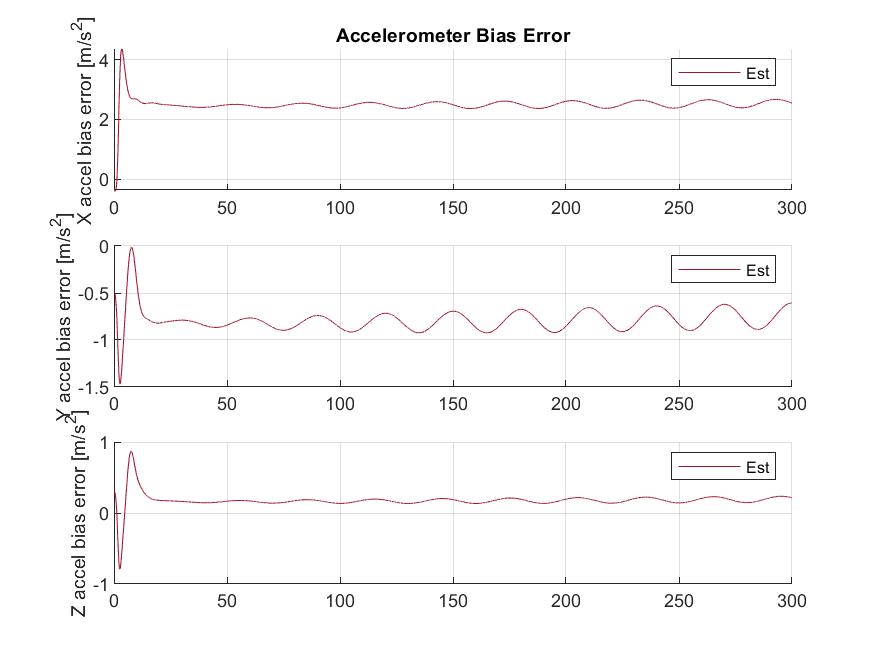 Accelerometer Bias Error
X accel bias error [m/s²]
4
2
0
Est
0 50 100 150 200 250 300
Y accel bias error [m/s²]
0
-0.5
-1
-1.5
Est
0 50 100 150 200 250 300
Z accel bias error [m/s²]
1
0
-1
Est
0 50 100 150 200 250 300